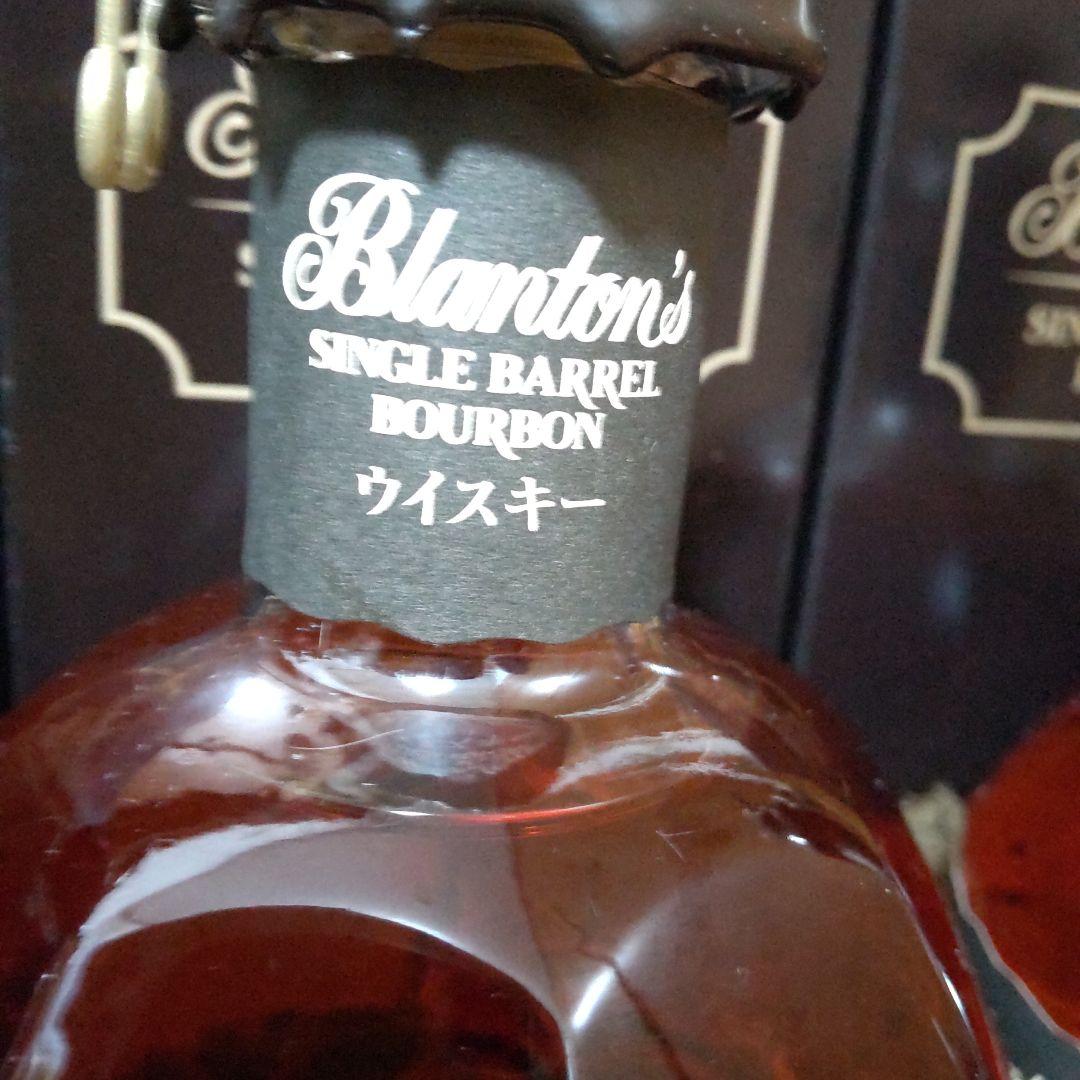 Blanton's
SINGLE BARREL
BOURBON
ウイスキー